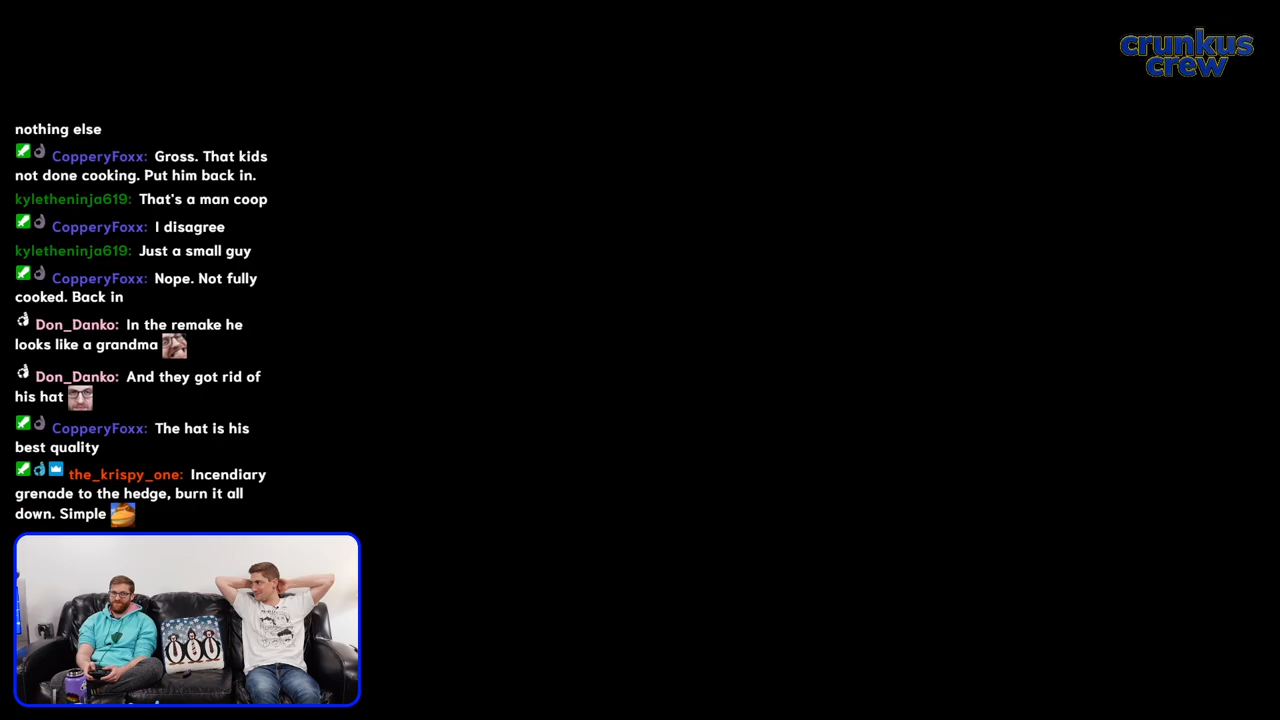 crunkus
crew
nothing else
CopperyFoxx: Gross. That kids
not done cooking. Put him back in.
kyletheninja619: That's a man coop
CopperyFoxx: I disagree
kyletheninja619: Just a small guy
CopperyFoxx: Nope. Not fully
cooked. Back in
Don_Danko: In the remake he
looks like a grandma
Don_Danko: And they got rid of
his hat
CopperyFoxx: The hat is his
best quality
the_krispy_one: Incendiary
grenade to the hedge, burn it all
down. Simple